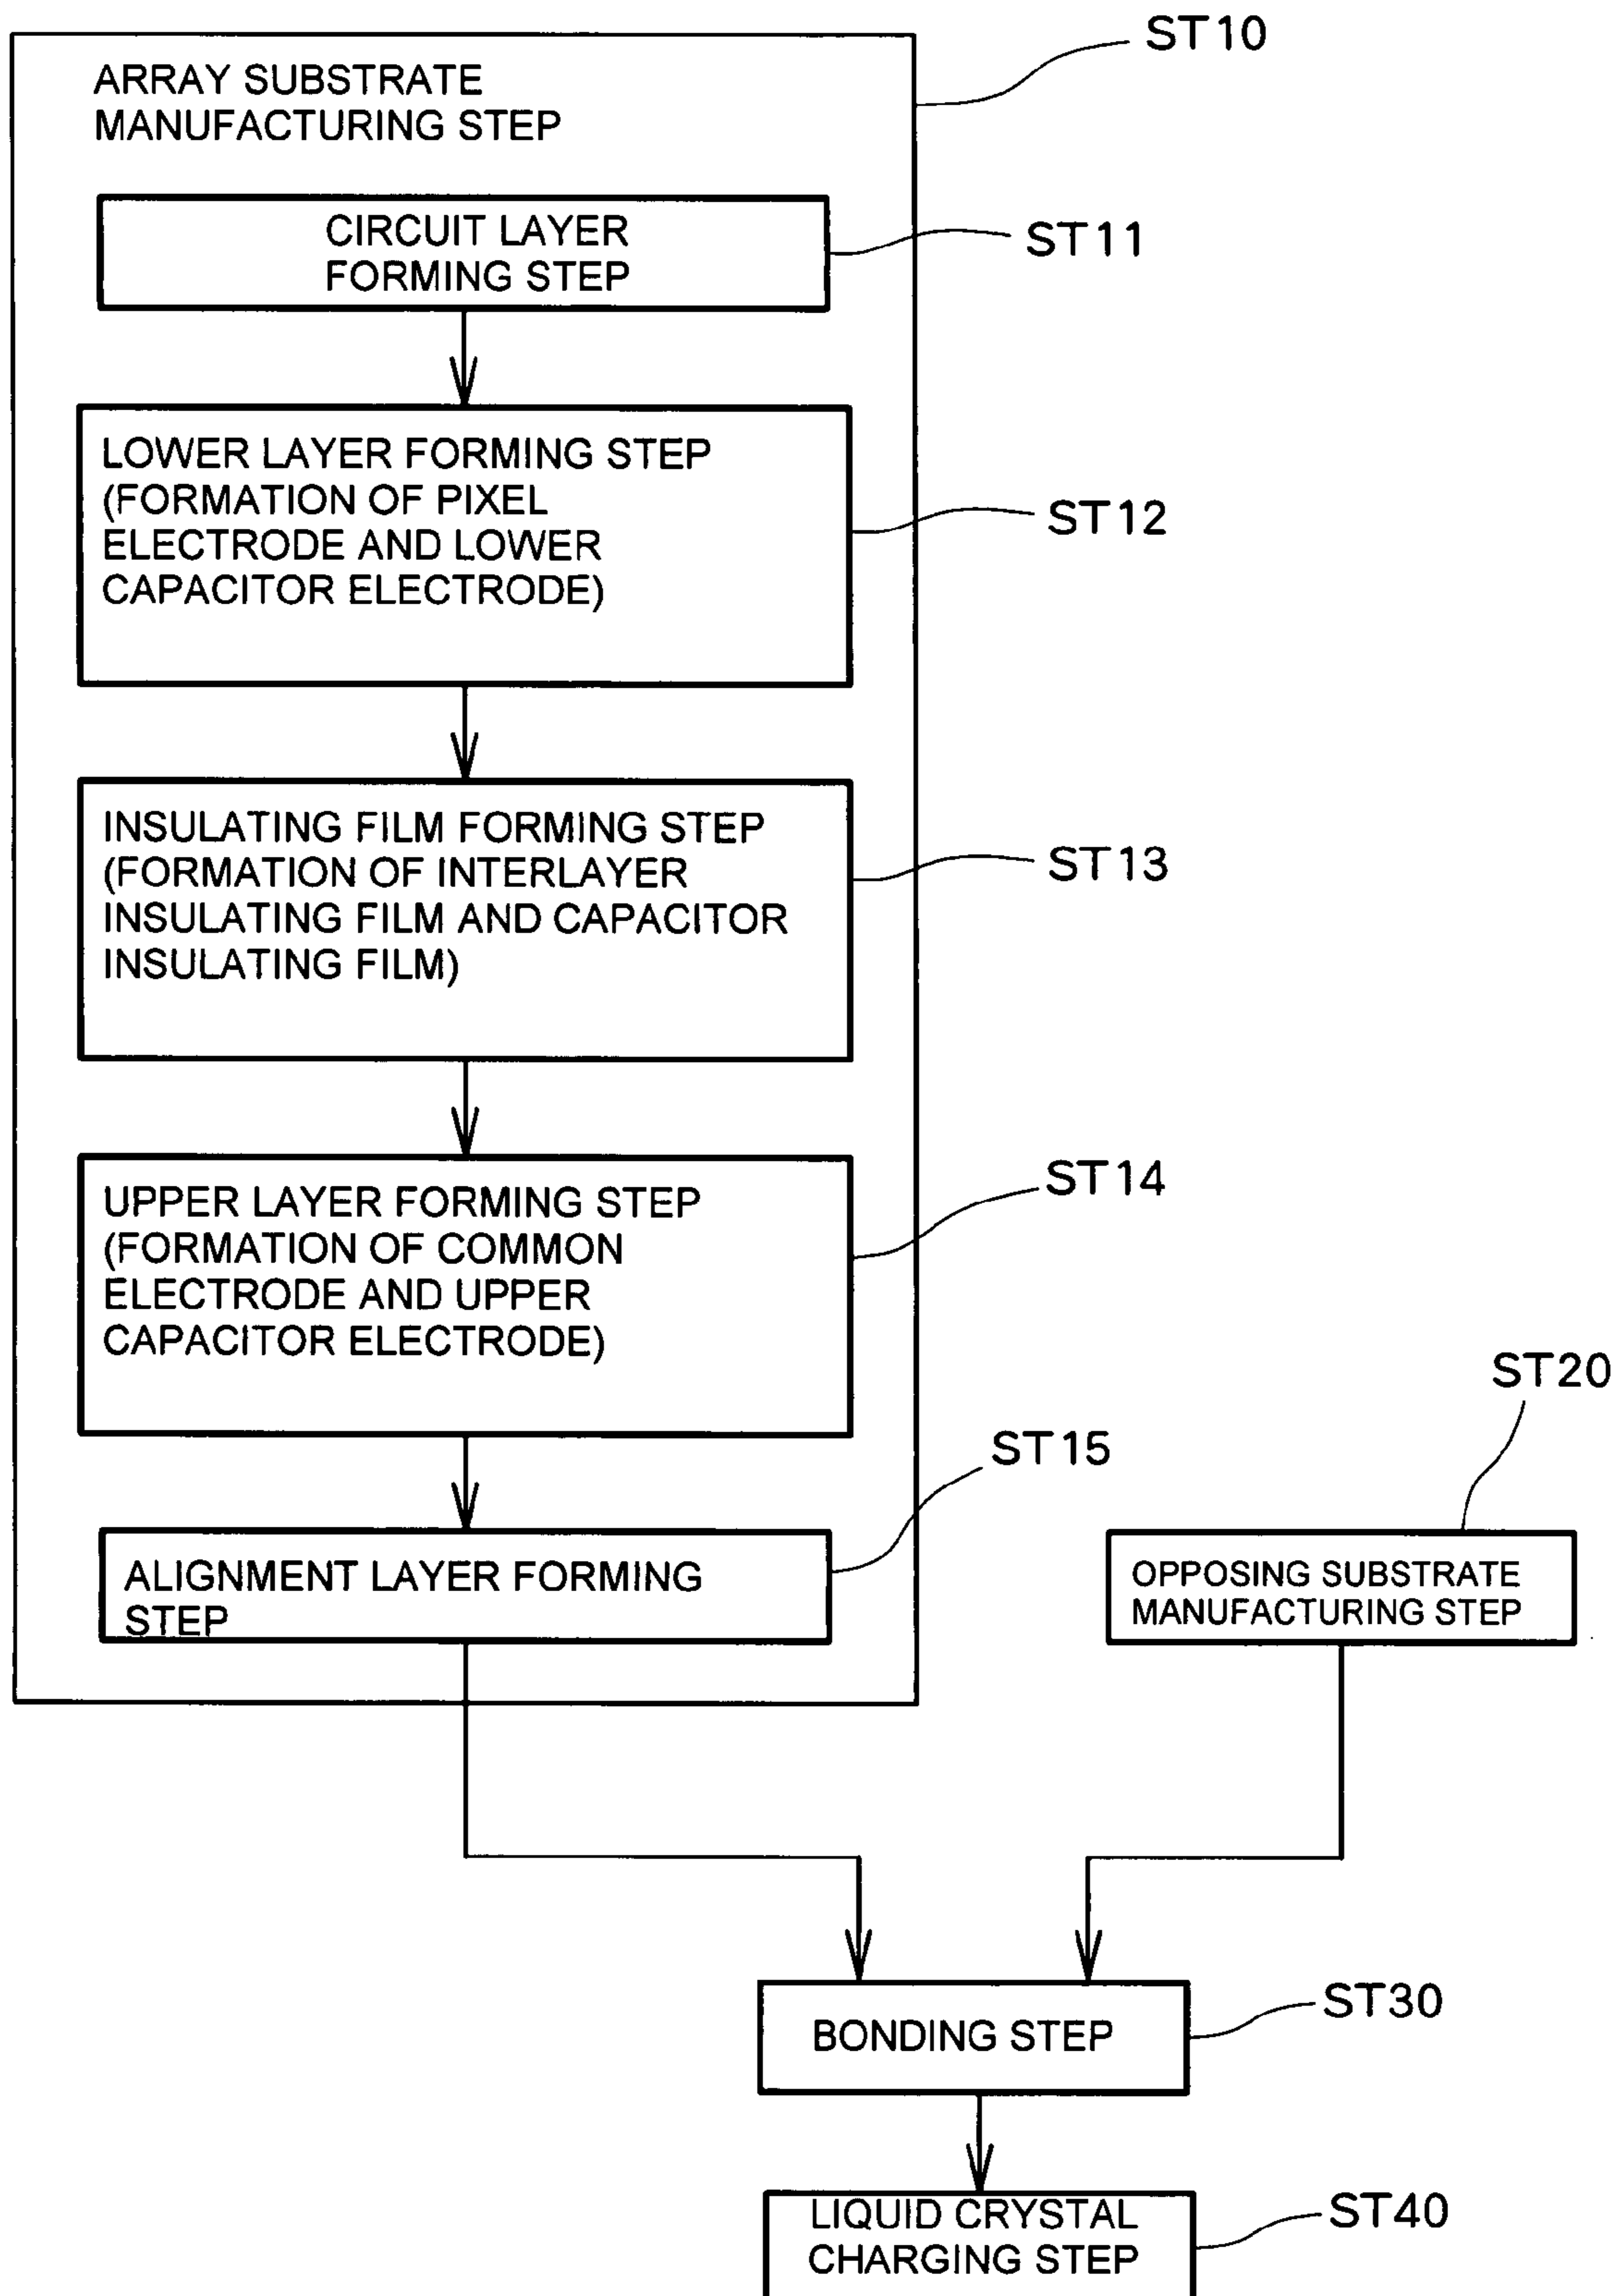 ST10
ARRAY SUBSTRATE
MANUFACTURING STEP
CIRCUIT LAYER
FORMING STEP
ST11
LOWER LAYER FORMING STEP
(FORMATION OF PIXEL
ELECTRODE AND LOWER
CAPACITOR ELECTRODE)
ST12
INSULATING FILM FORMING STEP
(FORMATION OF INTERLAYER
INSULATING FILM AND CAPACITOR
INSULATING FILM)
ST13
UPPER LAYER FORMING STEP
(FORMATION OF COMMON
ELECTRODE AND UPPER
CAPACITOR ELECTRODE)
ST14
ALIGNMENT LAYER FORMING
STEP
ST15
ST20
OPPOSING SUBSTRATE
MANUFACTURING STEP
BONDING STEP
ST30
LIQUID CRYSTAL
CHARGING STEP
ST40